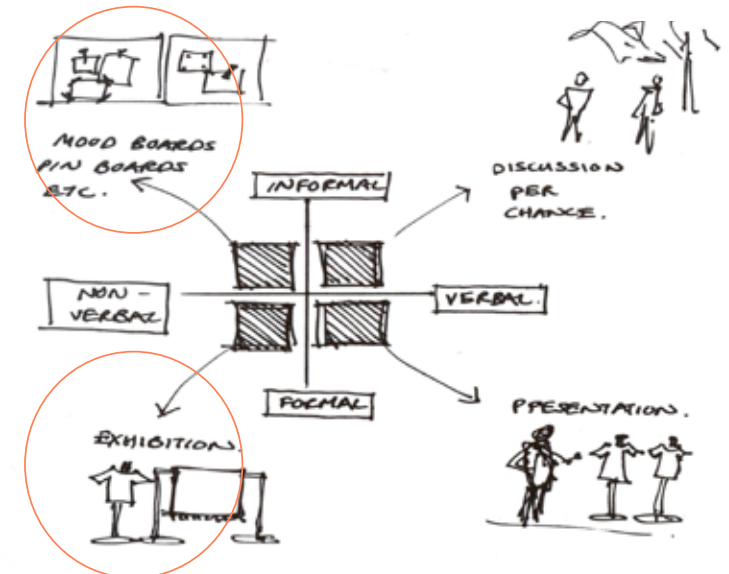 MOOD BOARDS
PIN BOARDS
ETC.
INFORMAL
DISCUSSION
PER
CHANCE.
NON-
VERBAL
VERBAL.
FORMAL
EXHIBITION.
PRESENTATION.